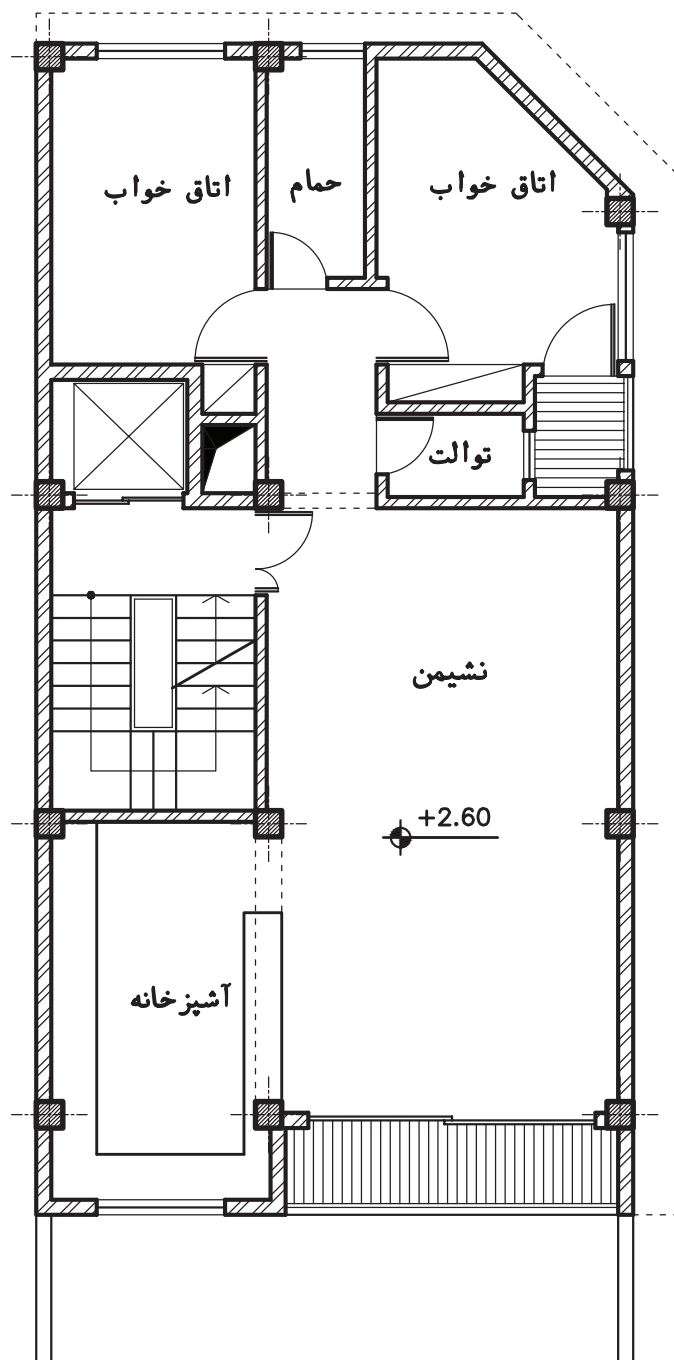 اتاق خواب
حمام
اتاق خواب
توالت
نشیمن
+2.60
آشپزخانه